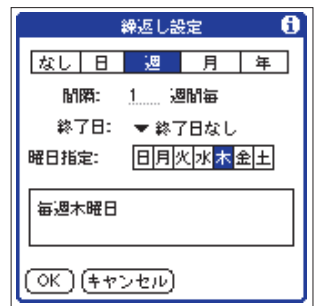 繰返し設定 i
なし 日 週 月 年
間隔: 1 週間毎
終了日: ▼ 終了日なし
曜日指定: 日 月 火 水 木 金 土
毎週木曜日
OK キャンセル